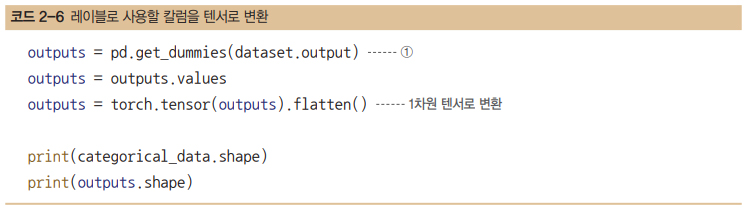 코드 2-6 레이블로 사용할 칼럼을 텐서로 변환
outputs = pd.get_dummies(dataset.output) ------ ①
outputs = outputs.values
outputs = torch.tensor(outputs).flatten() ------ 1차원 텐서로 변환
print(categorical_data.shape)
print(outputs.shape)